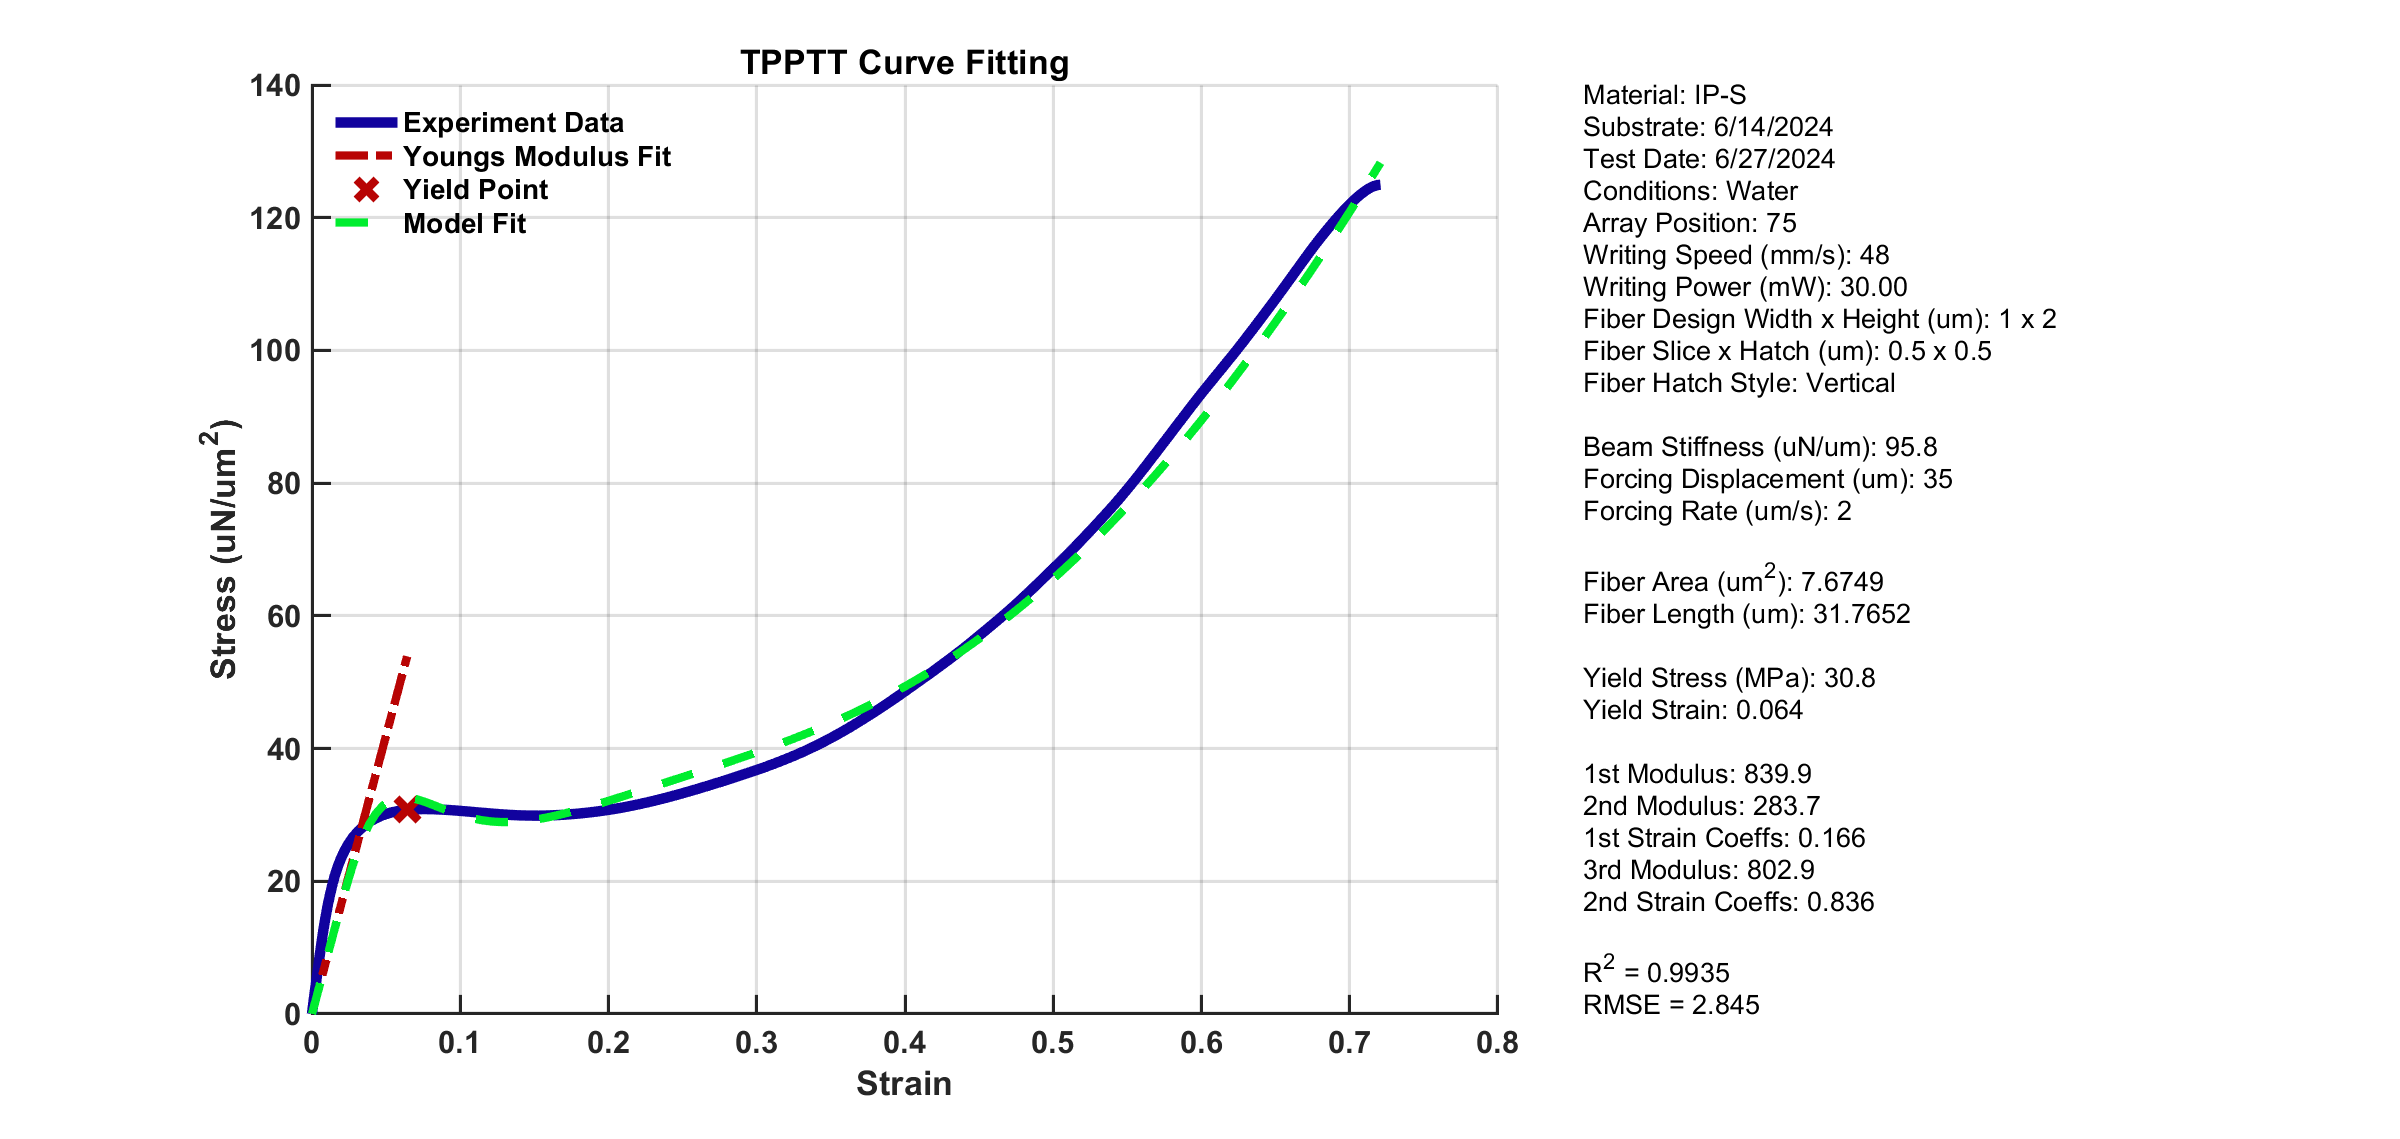 TPPTT Curve Fitting
140
120
100
80
60
40
20
0
Stress (uN/um²)
Experiment Data
Youngs Modulus Fit
Yield Point
Model Fit
0 0.1 0.2 0.3 0.4 0.5 0.6 0.7 0.8
Strain
Material: IP-S
Substrate: 6/14/2024
Test Date: 6/27/2024
Conditions: Water
Array Position: 75
Writing Speed (mm/s): 48
Writing Power (mW): 30.00
Fiber Design Width x Height (um): 1 x 2
Fiber Slice x Hatch (um): 0.5 x 0.5
Fiber Hatch Style: Vertical
Beam Stiffness (uN/um): 95.8
Forcing Displacement (um): 35
Forcing Rate (um/s): 2
Fiber Area (um²): 7.6749
Fiber Length (um): 31.7652
Yield Stress (MPa): 30.8
Yield Strain: 0.064
1st Modulus: 839.9
2nd Modulus: 283.7
1st Strain Coeffs: 0.166
3rd Modulus: 802.9
2nd Strain Coeffs: 0.836
R² = 0.9935
RMSE = 2.845